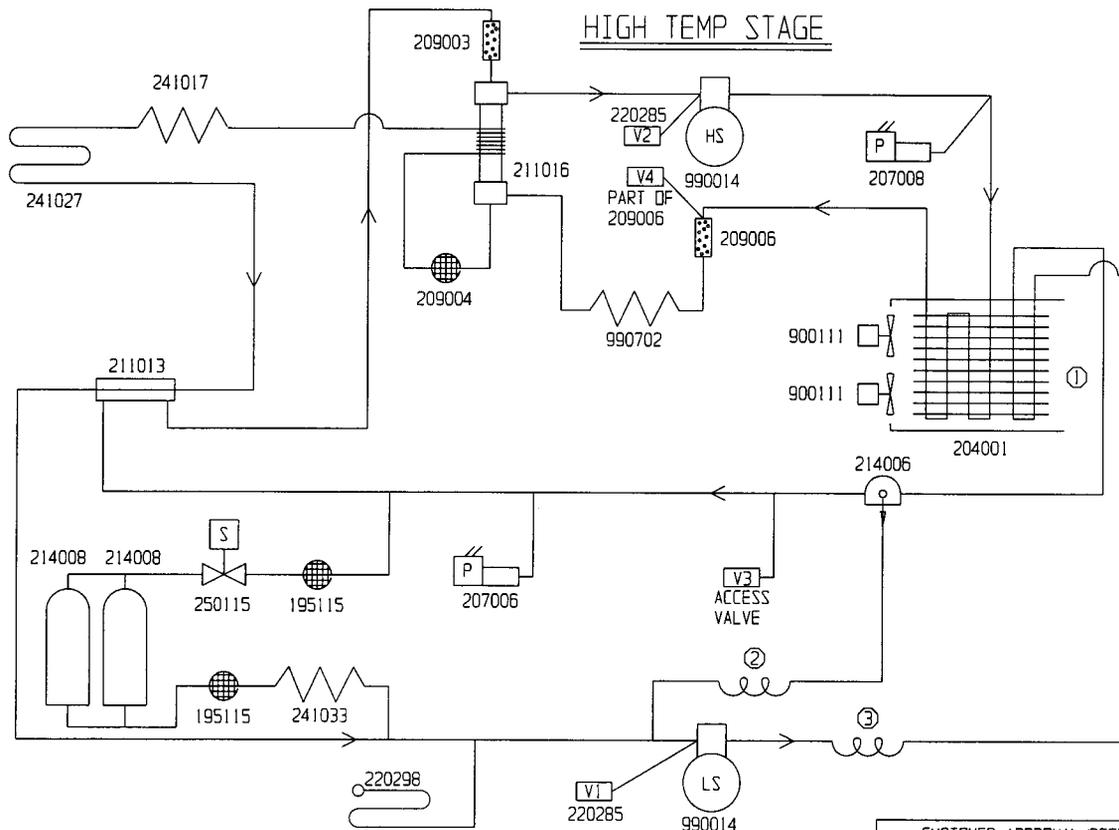 HIGH TEMP STAGE
209003
241017
220285
V2
HS
P
207008
211016
990014
V4
PART OF
209006
209006
241027
209004
990702
900111
211013
1
900111
204001
214006
S
214008 214008
P
V3
250115
195115
207006
ACCESS
VALVE
2
195115
241033
3
220298
V1
LS
220285
990014